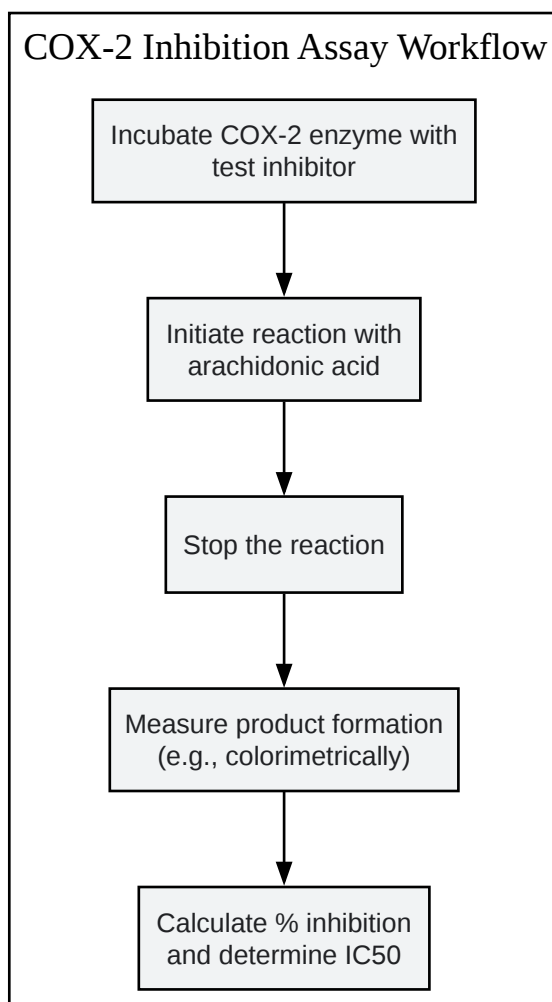 COX-2 Inhibition Assay Workflow
Incubate COX-2 enzyme with
test inhibitor
Initiate reaction with
arachidonic acid
Stop the reaction
Measure product formation
(e.g., colorimetrically)
Calculate % inhibition
and determine IC50